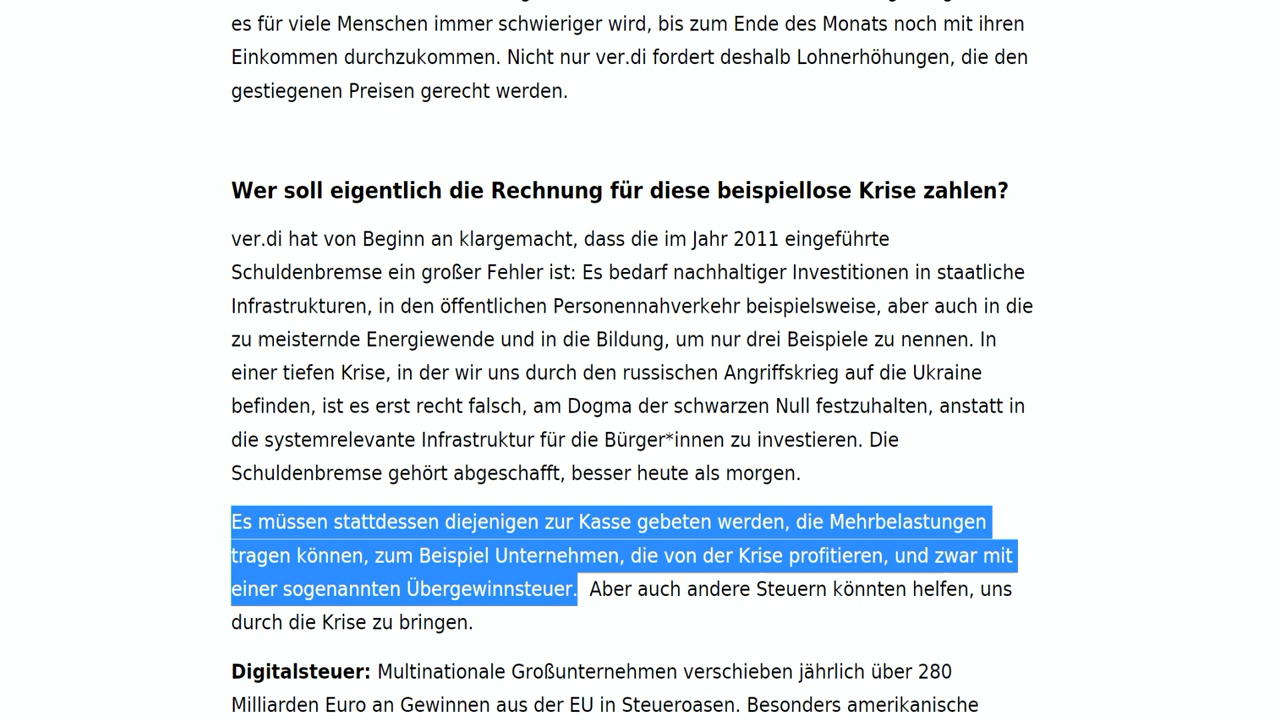 es für viele Menschen immer schwieriger wird, bis zum Ende des Monats noch mit ihren
Einkommen durchzukommen. Nicht nur ver.di fordert deshalb Lohnerhöhungen, die den
gestiegenen Preisen gerecht werden.
Wer soll eigentlich die Rechnung für diese beispiellose Krise zahlen?
ver.di hat von Beginn an klargemacht, dass die im Jahr 2011 eingeführte
Schuldenbremse ein großer Fehler ist: Es bedarf nachhaltiger Investitionen in staatliche
Infrastrukturen, in den öffentlichen Personennahverkehr beispielsweise, aber auch in die
zu meisternde Energiewende und in die Bildung, um nur drei Beispiele zu nennen. In
einer tiefen Krise, in der wir uns durch den russischen Angriffskrieg auf die Ukraine
befinden, ist es erst recht falsch, am Dogma der schwarzen Null festzuhalten, anstatt in
die systemrelevante Infrastruktur für die Bürger*innen zu investieren. Die
Schuldenbremse gehört abgeschafft, besser heute als morgen.
Es müssen stattdessen diejenigen zur Kasse gebeten werden, die Mehrbelastungen
tragen können, zum Beispiel Unternehmen, die von der Krise profitieren, und zwar mit
einer sogenannten Übergewinnsteuer. Aber auch andere Steuern könnten helfen, uns
durch die Krise zu bringen.
Digitalsteuer: Multinationale Großunternehmen verschieben jährlich über 280
Milliarden Euro an Gewinnen aus der EU in Steueroasen. Besonders amerikanische